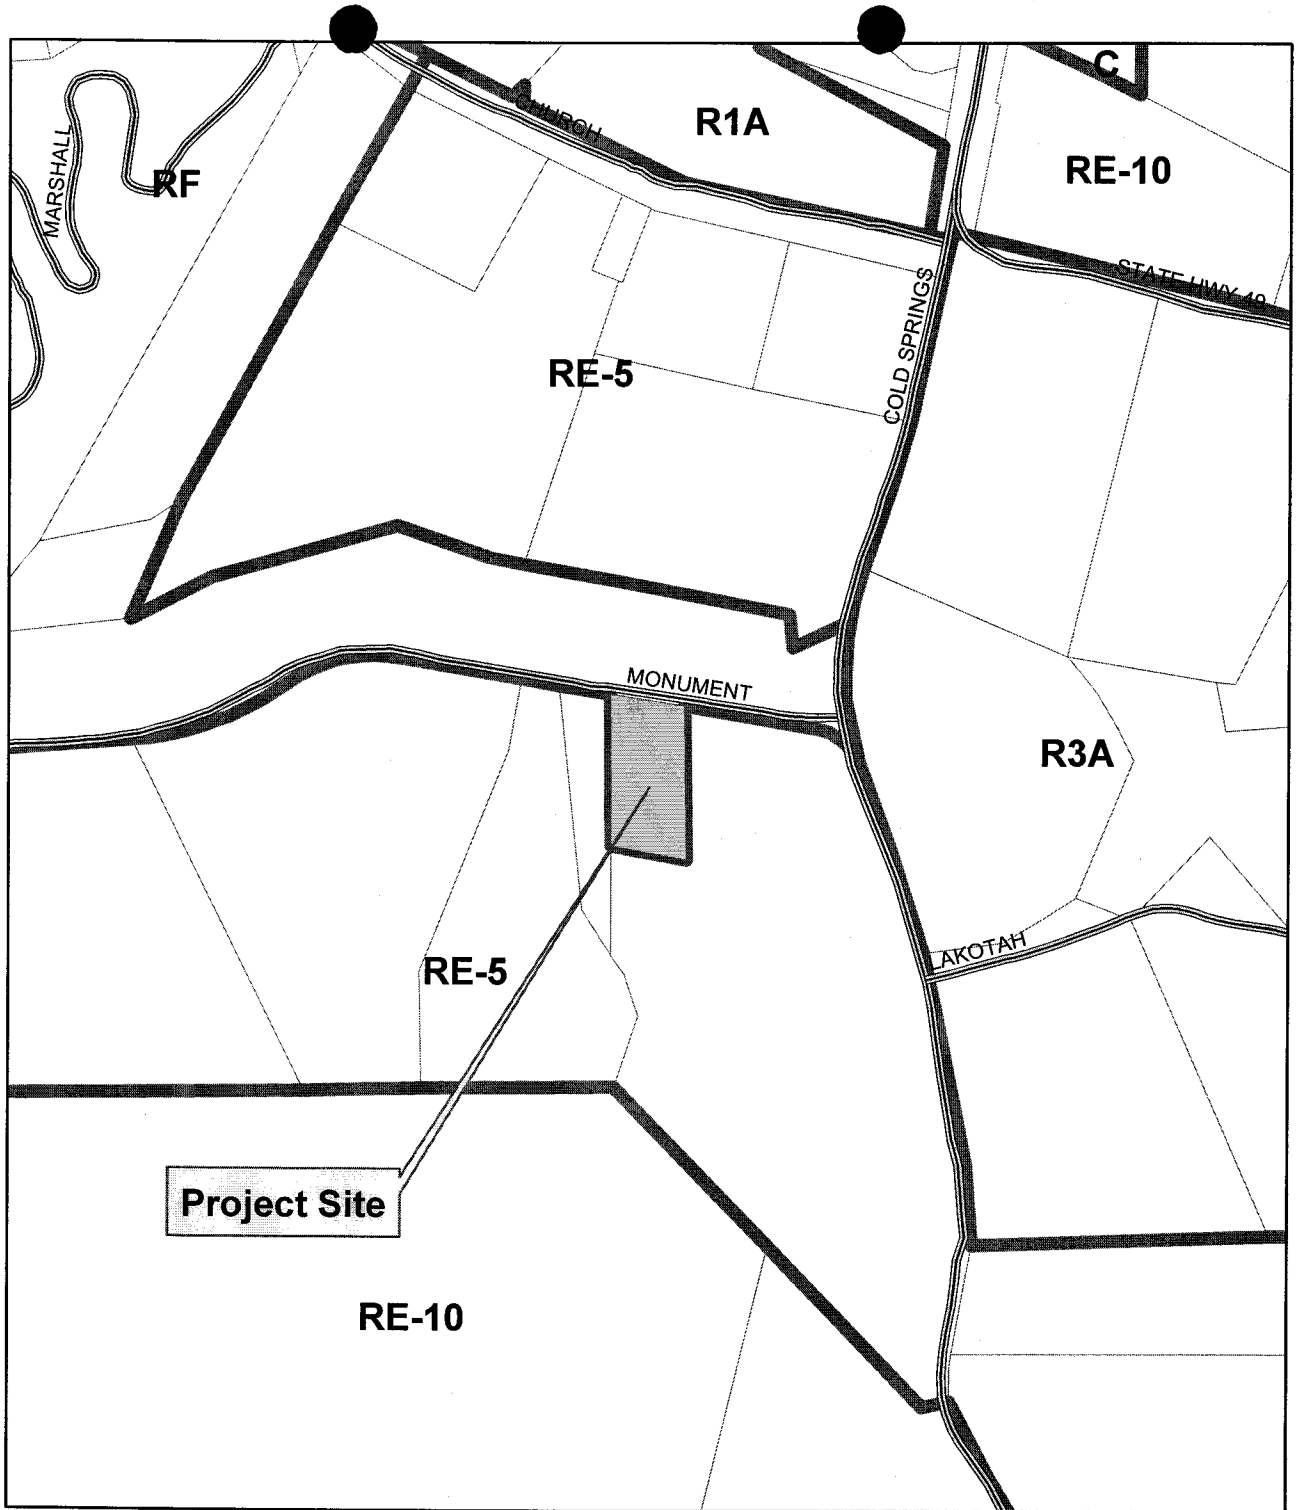 C
R1A
CHURCH
RE-10
RF
MARSHALL
STATE HWY 49
COLD SPRINGS
RE-5
MONUMENT
R3A
LAKOTAH
RE-5
Project Site
RE-10